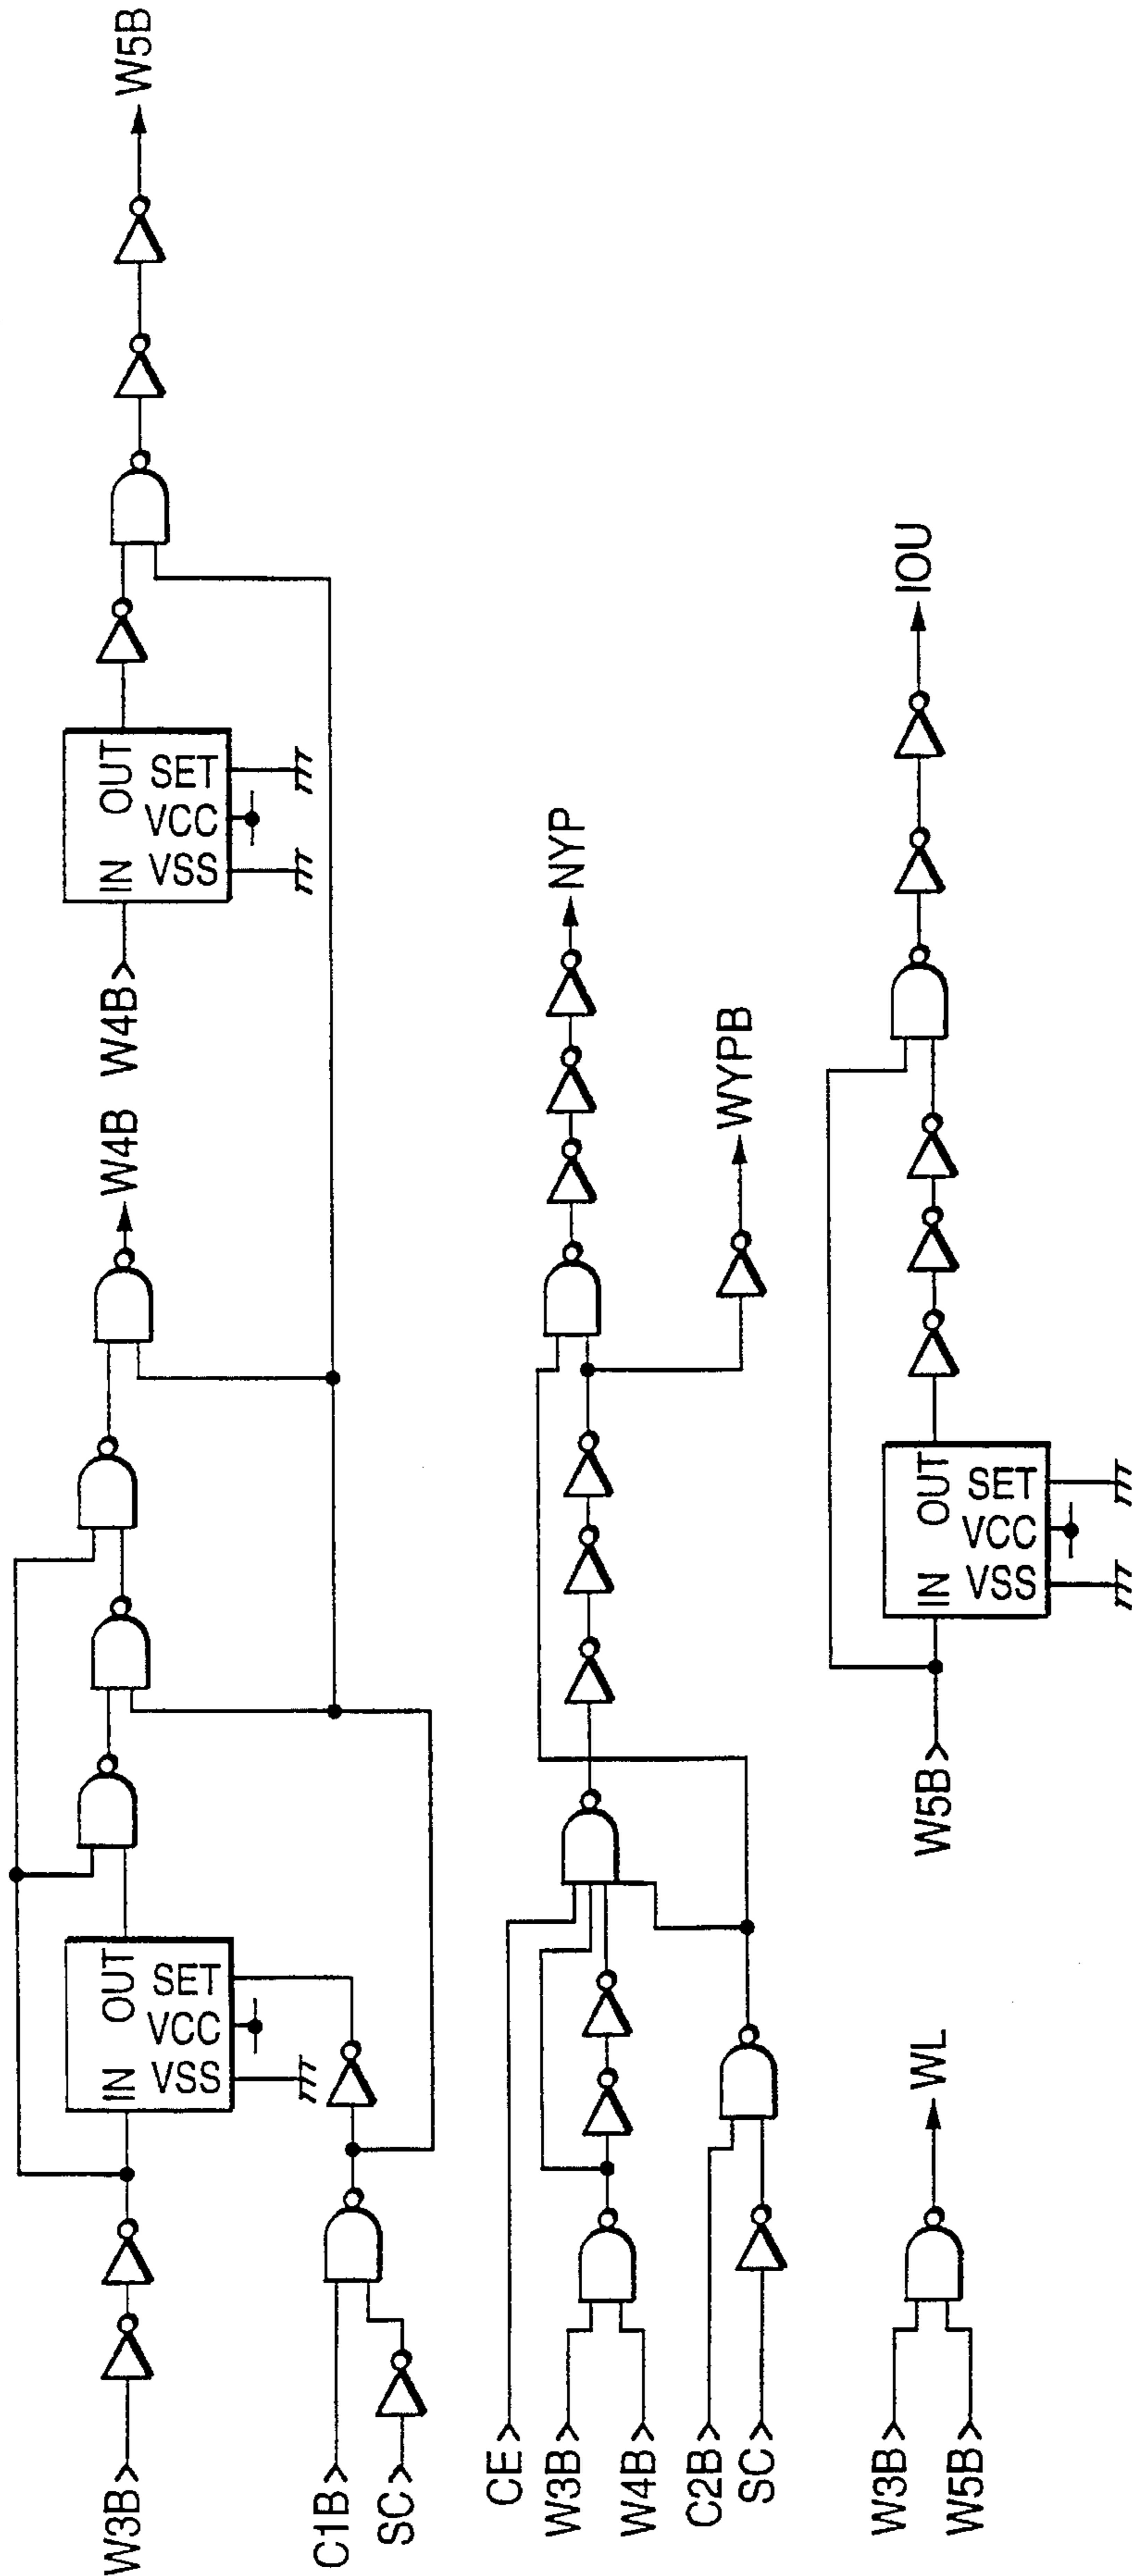 W3B
C1B
SC
IN OUT
VSS VCC SET
W4B
W4B
IN OUT
VSS VCC SET
W5B
CE
W3B
W4B
C2B
SC
NYP
WYPB
W3B
W5B
WL
W5B
IN OUT
VSS VCC SET
IOU